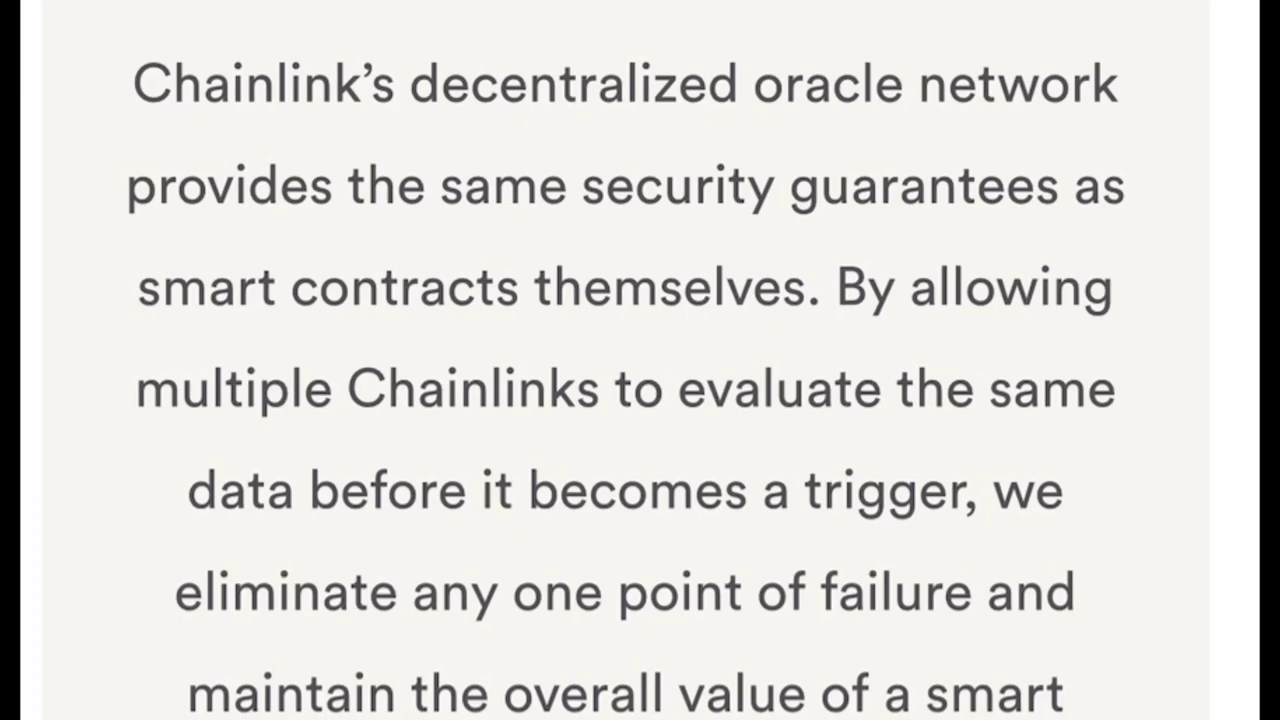 Chainlink’s decentralized oracle network
provides the same security guarantees as
smart contracts themselves. By allowing
multiple Chainlinks to evaluate the same
data before it becomes a trigger, we
eliminate any one point of failure and
maintain the overall value of a smart